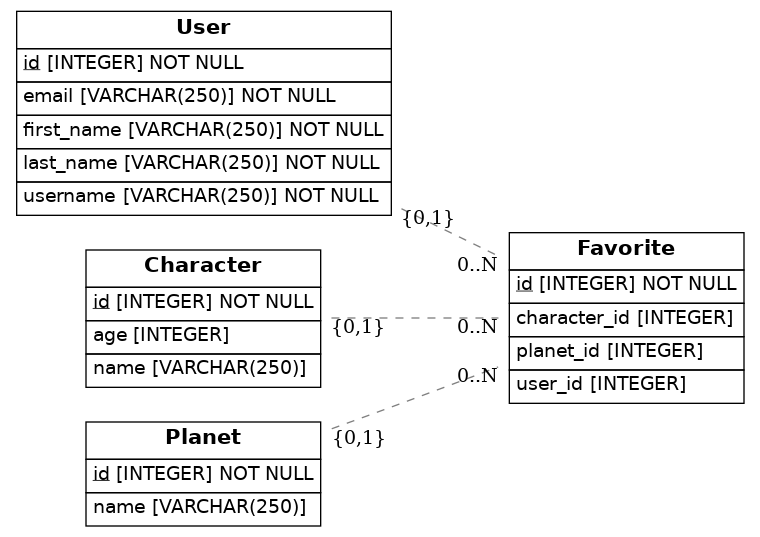 User
id [INTEGER] NOT NULL
email [VARCHAR(250)] NOT NULL
first_name [VARCHAR(250)] NOT NULL
last_name [VARCHAR(250)] NOT NULL
username [VARCHAR(250)] NOT NULL
{0,1}
0..N
Character
id [INTEGER] NOT NULL
age [INTEGER]
name [VARCHAR(250)]
{0,1}
0..N
Planet
id [INTEGER] NOT NULL
name [VARCHAR(250)]
{0,1}
0..N
Favorite
id [INTEGER] NOT NULL
character_id [INTEGER]
planet_id [INTEGER]
user_id [INTEGER]